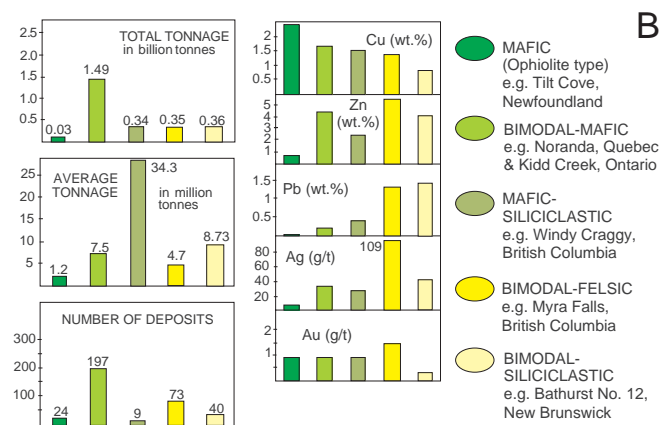 B
TOTAL TONNAGE
in billion tonnes
2.5
2.0
1.5
1.0
0.5
0.03
1.49
0.34
0.35
0.36
AVERAGE
TONNAGE
in million
tonnes
25
20
15
10
5
1.2
7.5
34.3
4.7
8.73
NUMBER OF DEPOSITS
300
200
100
24
197
9
73
40
Cu (wt.%)
2
1.5
1
0.5
Zn
(wt.%)
5
4
3
2
1
Pb (wt.%)
1.5
0.5
Ag (g/t)
109
80
60
40
20
Au (g/t)
2
1
MAFIC
(Ophiolite type)
e.g. Tilt Cove,
Newfoundland
BIMODAL-MAFIC
e.g. Noranda, Quebec
& Kidd Creek, Ontario
MAFIC-
SILICICLASTIC
e.g. Windy Craggy,
British Columbia
BIMODAL-FELSIC
e.g. Myra Falls,
British Columbia
BIMODAL-
SILICICLASTIC
e.g. Bathurst No. 12,
New Brunswick